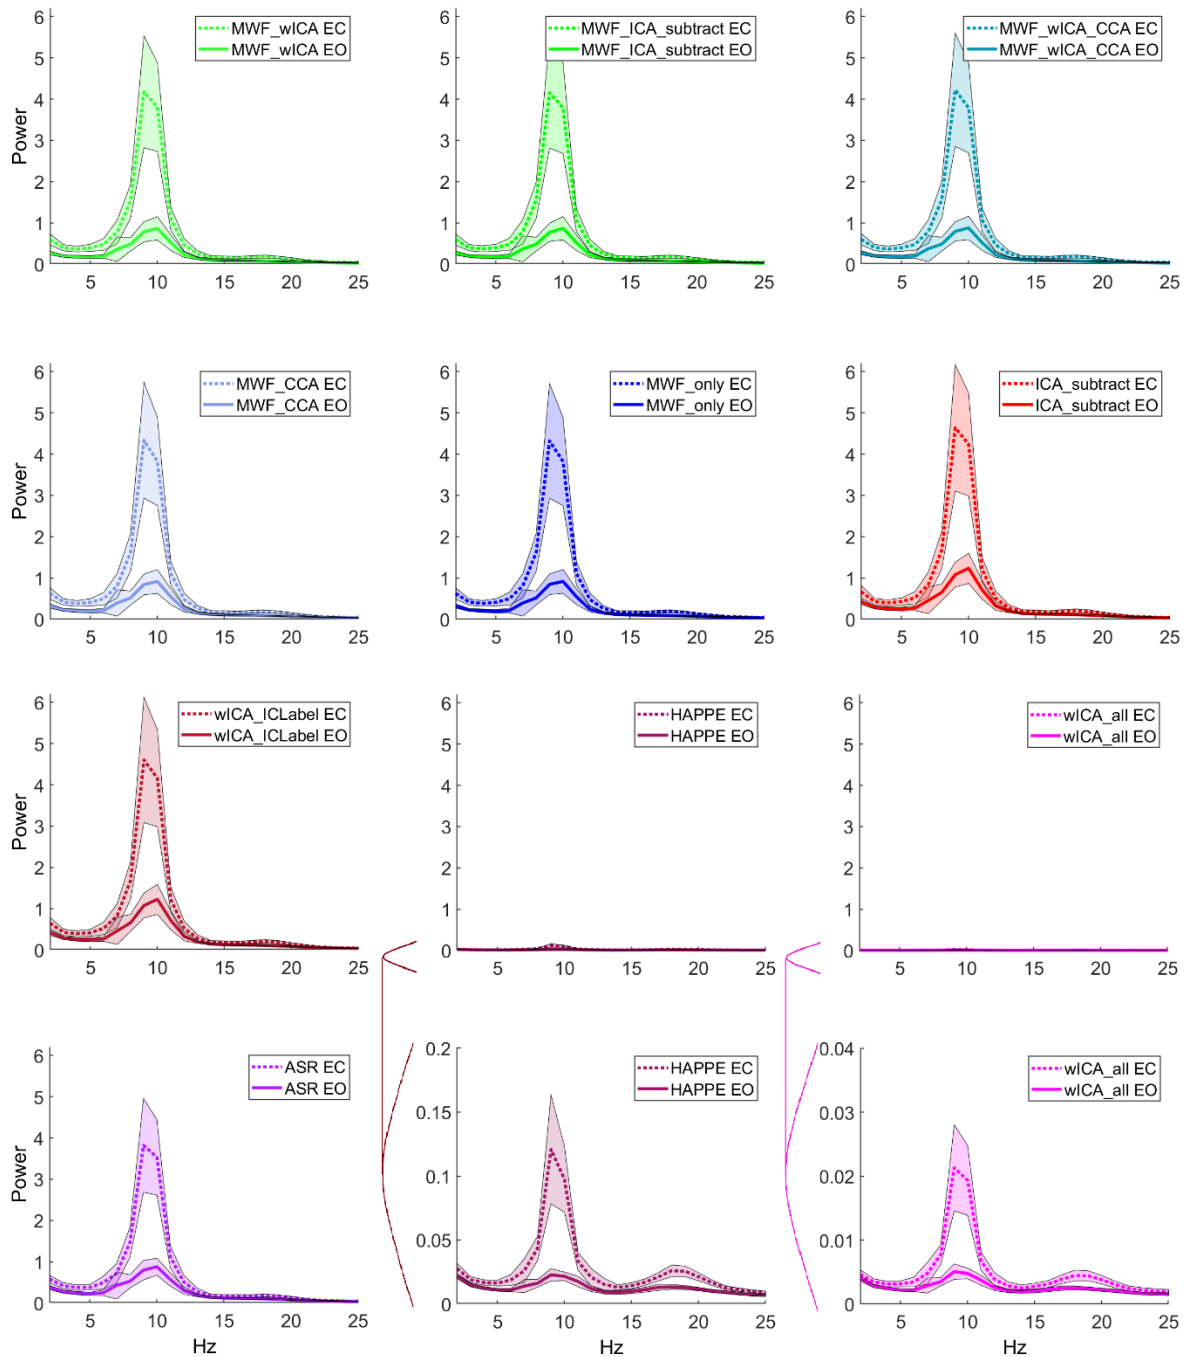 6
5
4
3
2
1
0
Power
MWF_wICA EC
MWF_wICA EO
5 10 15 20 25
MWF_ICA_subtract EC
MWF_ICA_subtract EO
6
5
4
3
2
1
0
5 10 15 20 25
MWF_wICA_CCA EC
MWF_wICA_CCA EO
6
5
4
3
2
1
0
5 10 15 20 25
6
5
4
3
2
1
0
Power
MWF_CCA EC
MWF_CCA EO
5 10 15 20 25
6
5
4
3
2
1
0
MWF_only EC
MWF_only EO
5 10 15 20 25
6
5
4
3
2
1
0
ICA_subtract EC
ICA_subtract EO
5 10 15 20 25
6
5
4
3
2
1
0
Power
wICA_ICLabel EC
wICA_ICLabel EO
5 10 15 20 25
6
5
4
3
2
1
0
HAPPE EC
HAPPE EO
5 10 15 20 25
6
5
4
3
2
1
0
wICA_all EC
wICA_all EO
5 10 15 20 25
6
5
4
3
2
1
0
Power
ASR EC
ASR EO
5 10 15 20 25
Hz
0.2
0.15
0.1
0.05
0
HAPPE EC
HAPPE EO
5 10 15 20 25
Hz
0.04
0.03
0.02
0.01
0
wICA_all EC
wICA_all EO
5 10 15 20 25
Hz